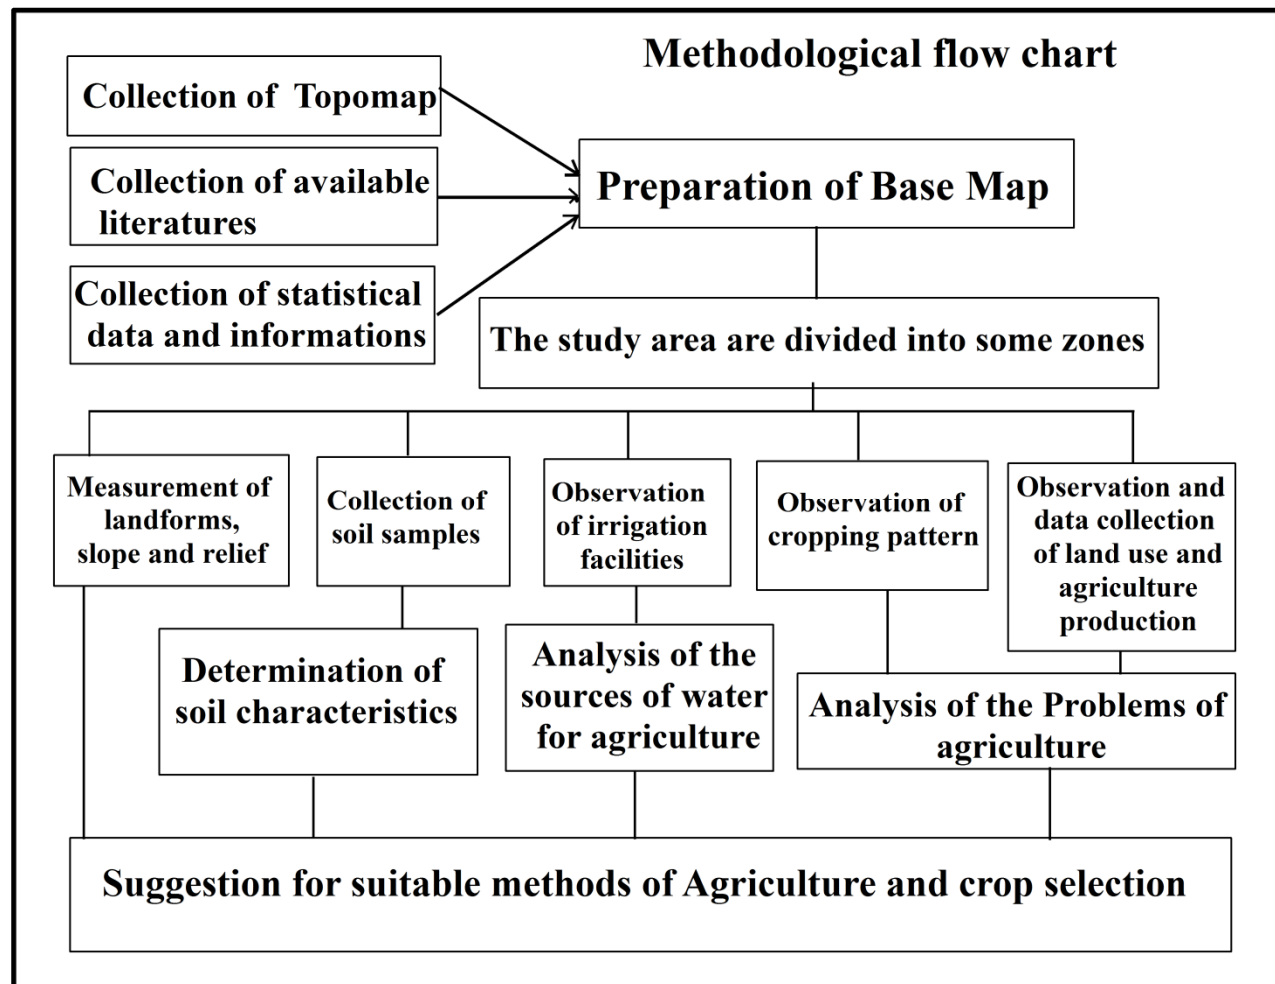 Methodological flow chart
Collection of Topomap
Collection of available
literatures
Collection of statistical
data and informations
Preparation of Base Map
The study area are divided into some zones
Measurement of
landforms,
slope and relief
Collection of
soil samples
Observation
of irrigation
facilities
Observation of
cropping pattern
Observation and
data collection
of land use and
agriculture
production
Determination of
soil characteristics
Analysis of the
sources of water
for agriculture
Analysis of the Problems of
agriculture
Suggestion for suitable methods of Agriculture and crop selection